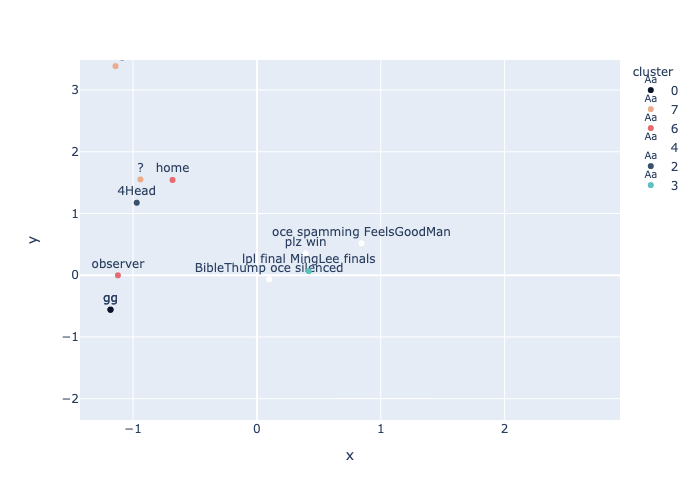 cluster
Aa 0
Aa 7
Aa 6
Aa 4
Aa 2
Aa 3
3
2
1
0
−1
−2
y
? home
4Head
oce spamming FeelsGoodMan
plz win
observer
lpl final MingLee finals
BibleThump oce silenced
gg
−1 0 1 2
x